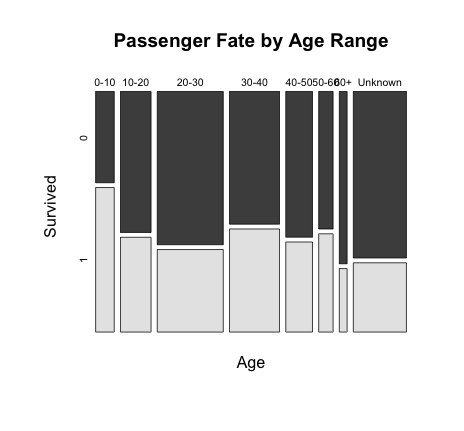 Passenger Fate by Age Range
0-10 10-20 20-30 30-40 40-50 50-60 60+ Unknown
0
1
Survived
Age